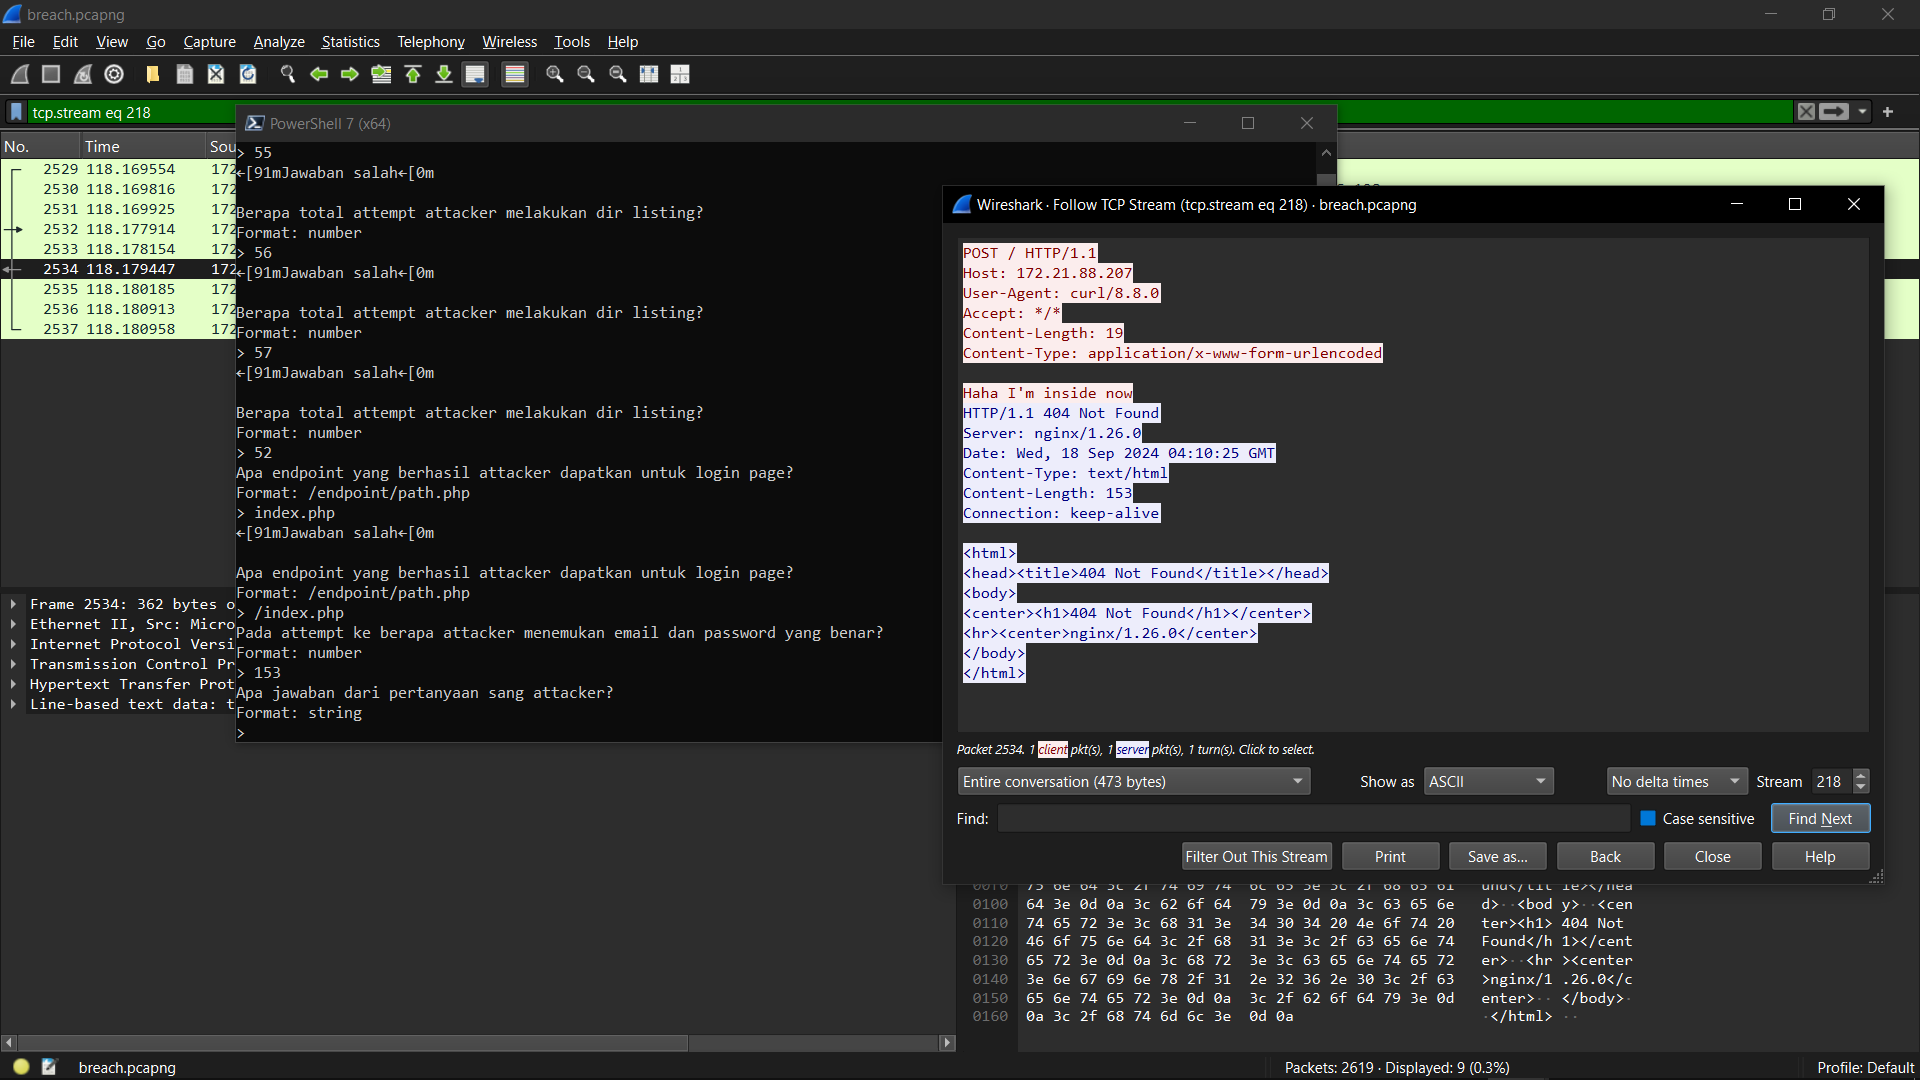 breach.pcapng
File Edit View Go Capture Analyze Statistics Telephony Wireless Tools Help
tcp.stream eq 218
No. Time Sou
2529 118.169554 172
2530 118.169816 172
2531 118.169925 172
2532 118.177914 172
2533 118.178154 172
2534 118.179447 172
2535 118.180185 172
2536 118.180913 172
2537 118.180958 172
Frame 2534: 362 bytes o
Ethernet II, Src: Micro
Internet Protocol Versi
Transmission Control Pr
Hypertext Transfer Prot
Line-based text data: t
PowerShell 7 (x64)
> 55
←[91mJawaban salah←[0m
Berapa total attempt attacker melakukan dir listing?
Format: number
> 56
←[91mJawaban salah←[0m
Berapa total attempt attacker melakukan dir listing?
Format: number
> 57
←[91mJawaban salah←[0m
Berapa total attempt attacker melakukan dir listing?
Format: number
> 52
Apa endpoint yang berhasil attacker dapatkan untuk login page?
Format: /endpoint/path.php
> index.php
←[91mJawaban salah←[0m
Apa endpoint yang berhasil attacker dapatkan untuk login page?
Format: /endpoint/path.php
> /index.php
Pada attempt ke berapa attacker menemukan email dan password yang benar?
Format: number
> 153
Apa jawaban dari pertanyaan sang attacker?
Format: string
>
Wireshark · Follow TCP Stream (tcp.stream eq 218) · breach.pcapng
POST / HTTP/1.1
Host: 172.21.88.207
User-Agent: curl/8.8.0
Accept: */*
Content-Length: 19
Content-Type: application/x-www-form-urlencoded
Haha I'm inside now
HTTP/1.1 404 Not Found
Server: nginx/1.26.0
Date: Wed, 18 Sep 2024 04:10:25 GMT
Content-Type: text/html
Content-Length: 153
Connection: keep-alive
<html>
<head><title>404 Not Found</title></head>
<body>
<center><h1>404 Not Found</h1></center>
<hr><center>nginx/1.26.0</center>
</body>
</html>
Packet 2534. 1 client pkt(s), 1 server pkt(s), 1 turn(s). Click to select.
Entire conversation (473 bytes) Show as ASCII No delta times Stream 218
Find: Case sensitive Find Next
Filter Out This Stream Print Save as... Back Close Help
00f0 75 6e 64 3c 2f 74 69 74 6c 65 3e 3c 2f 68 65 61 und</tit le></hea
0100 64 3e 0d 0a 3c 62 6f 64 79 3e 0d 0a 3c 63 65 6e d>··<bod y>··<cen
0110 74 65 72 3e 3c 68 31 3e 34 30 34 20 4e 6f 74 20 ter><h1> 404 Not
0120 46 6f 75 6e 64 3c 2f 68 31 3e 3c 2f 63 65 6e 74 Found</h 1></cent
0130 65 72 3e 0d 0a 3c 68 72 3e 3c 63 65 6e 74 65 72 er>··<hr ><center
0140 3e 6e 67 69 6e 78 2f 31 2e 32 36 2e 30 3c 2f 63 >nginx/1 .26.0</c
0150 65 6e 74 65 72 3e 0d 0a 3c 2f 62 6f 64 79 3e 0d enter>·· </body>·
0160 0a 3c 2f 68 74 6d 6c 3e 0d 0a ·</html> ··
breach.pcapng Packets: 2619 · Displayed: 9 (0.3%) Profile: Default